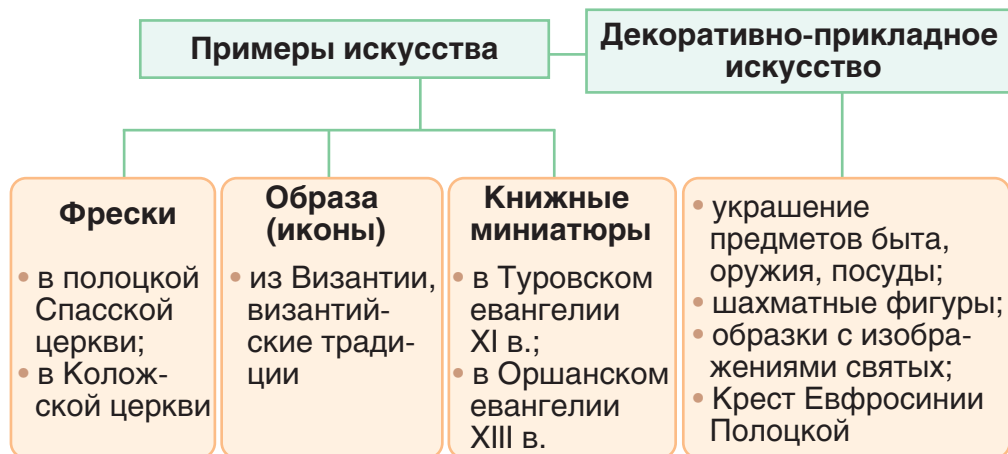 Примеры искусства
Декоративно-прикладное
искусство
Фрески
• в полоцкой
Спасской
церкви;
• в Колож-
ской церкви
Образа
(иконы)
• из Византии,
византий-
ские тради-
ции
Книжные
миниатюры
• в Туровском
евангелии
XI в.;
• в Оршанском
евангелии
XIII в.
• украшение
предметов быта,
оружия, посуды;
• шахматные фигуры;
• образки с изобра-
жениями святых;
• Крест Евфросинии
Полоцкой